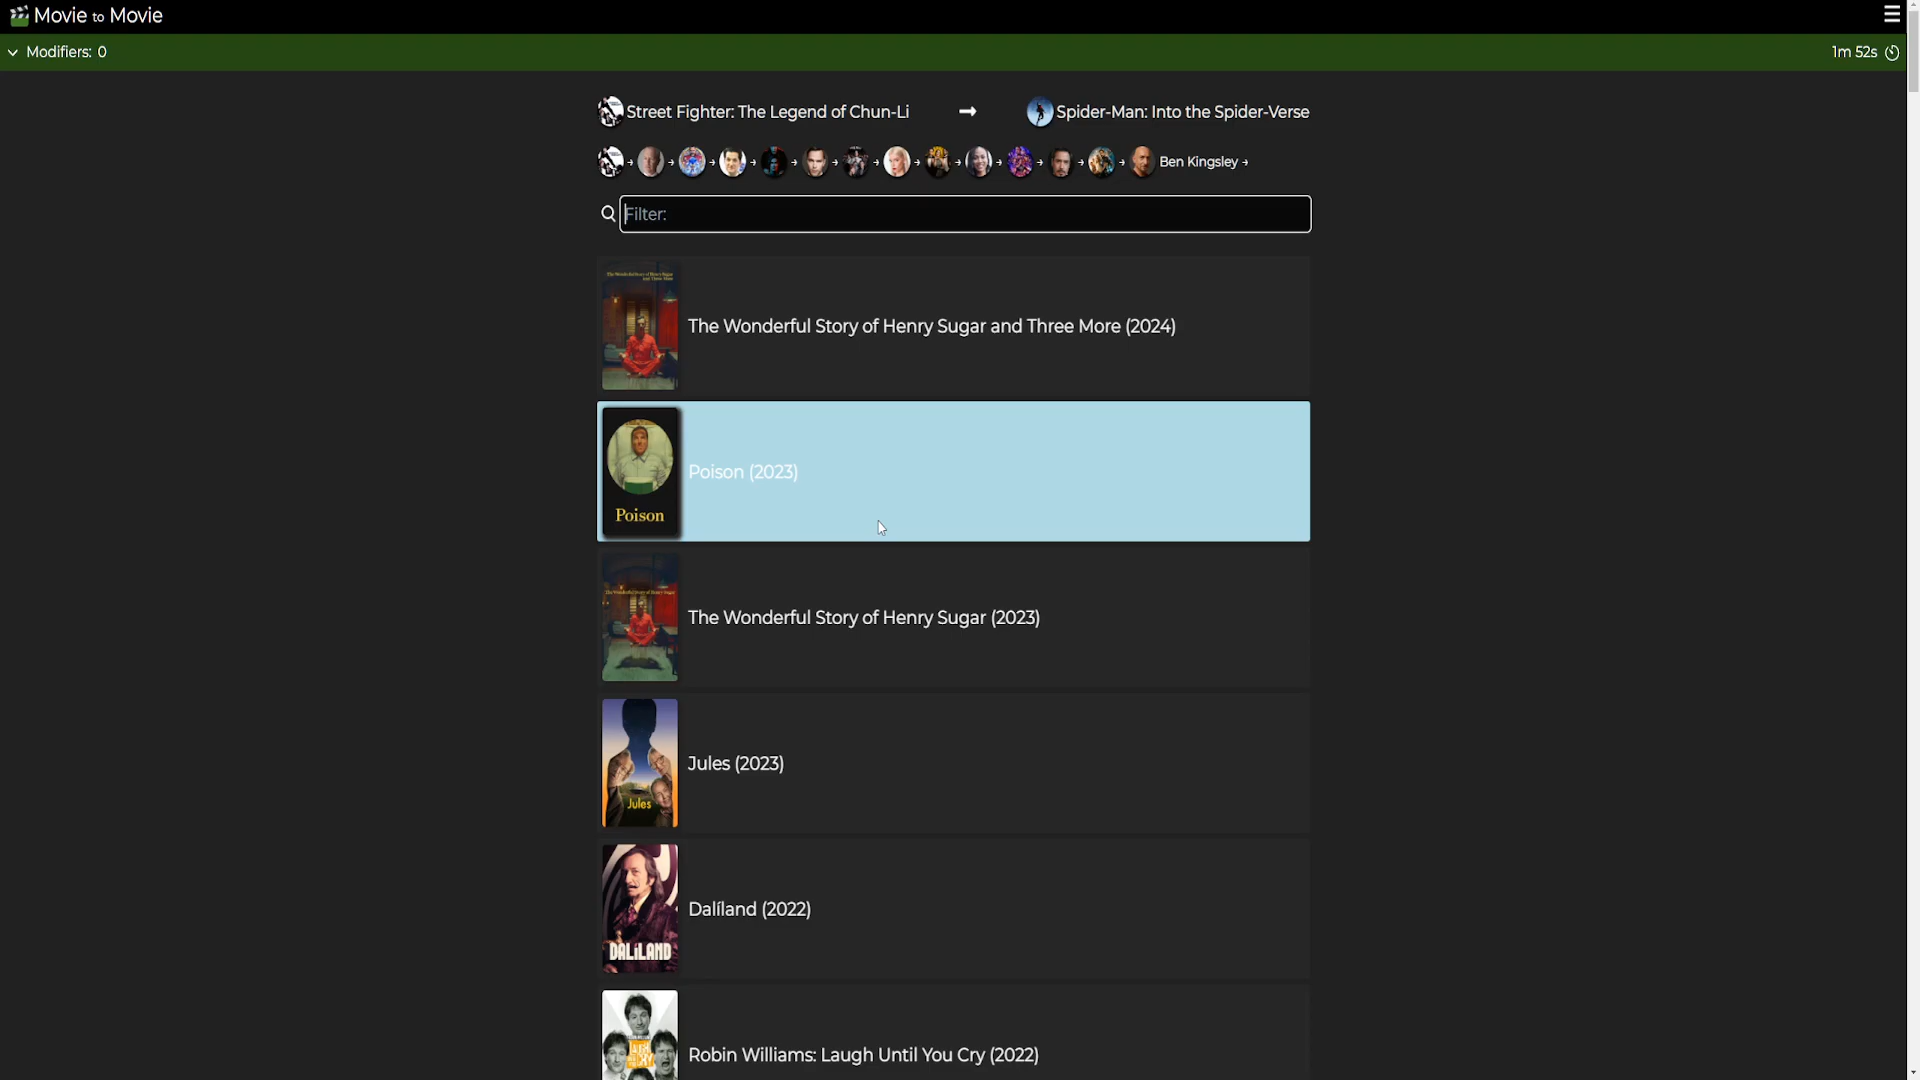 Movie to Movie
Modifiers: 0
1m 52s
Street Fighter: The Legend of Chun-Li → Spider-Man: Into the Spider-Verse
Ben Kingsley →
Filter:
The Wonderful Story of Henry Sugar and Three More (2024)
Poison (2023)
Poison
The Wonderful Story of Henry Sugar (2023)
Jules (2023)
Jules
Dalíland (2022)
DALíLAND
Robin Williams: Laugh Until You Cry (2022)